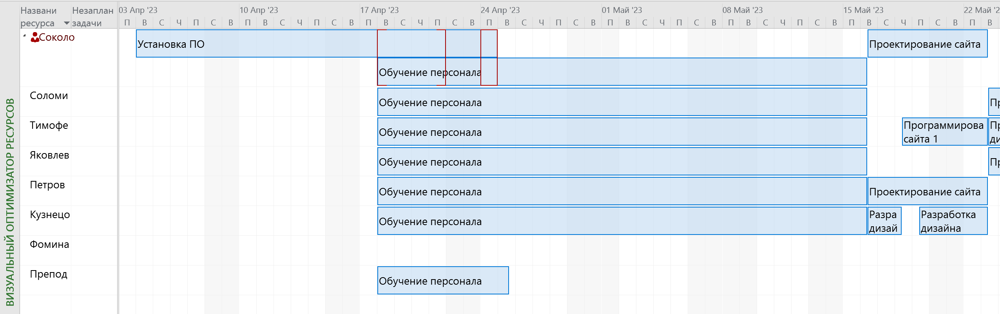 ВИЗУАЛЬНЫЙ ОПТИМИЗАТОР РЕСУРСОВ
Названи
ресурса
Незаплан
задачи
03 Апр '23 10 Апр '23 17 Апр '23 24 Апр '23 01 Май '23 08 Май '23 15 Май '23 22 Май '2
П В С Ч П С В П В С Ч П С В П В С Ч П С В П В С Ч П С В П В С Ч П С В П В С Ч П С В П В С Ч П С В П В
Соколо
Установка ПО
Проектирование сайта
Обучение персонала
Соломи
Обучение персонала
Пр
Тимофе
Обучение персонала
Программирова
сайта 1
Пр
ди
Яковлев
Обучение персонала
Пр
Петров
Обучение персонала
Проектирование сайта
Кузнецо
Обучение персонала
Разра
дизай
Разработка
дизайна
Фомина
Препод
Обучение персонала